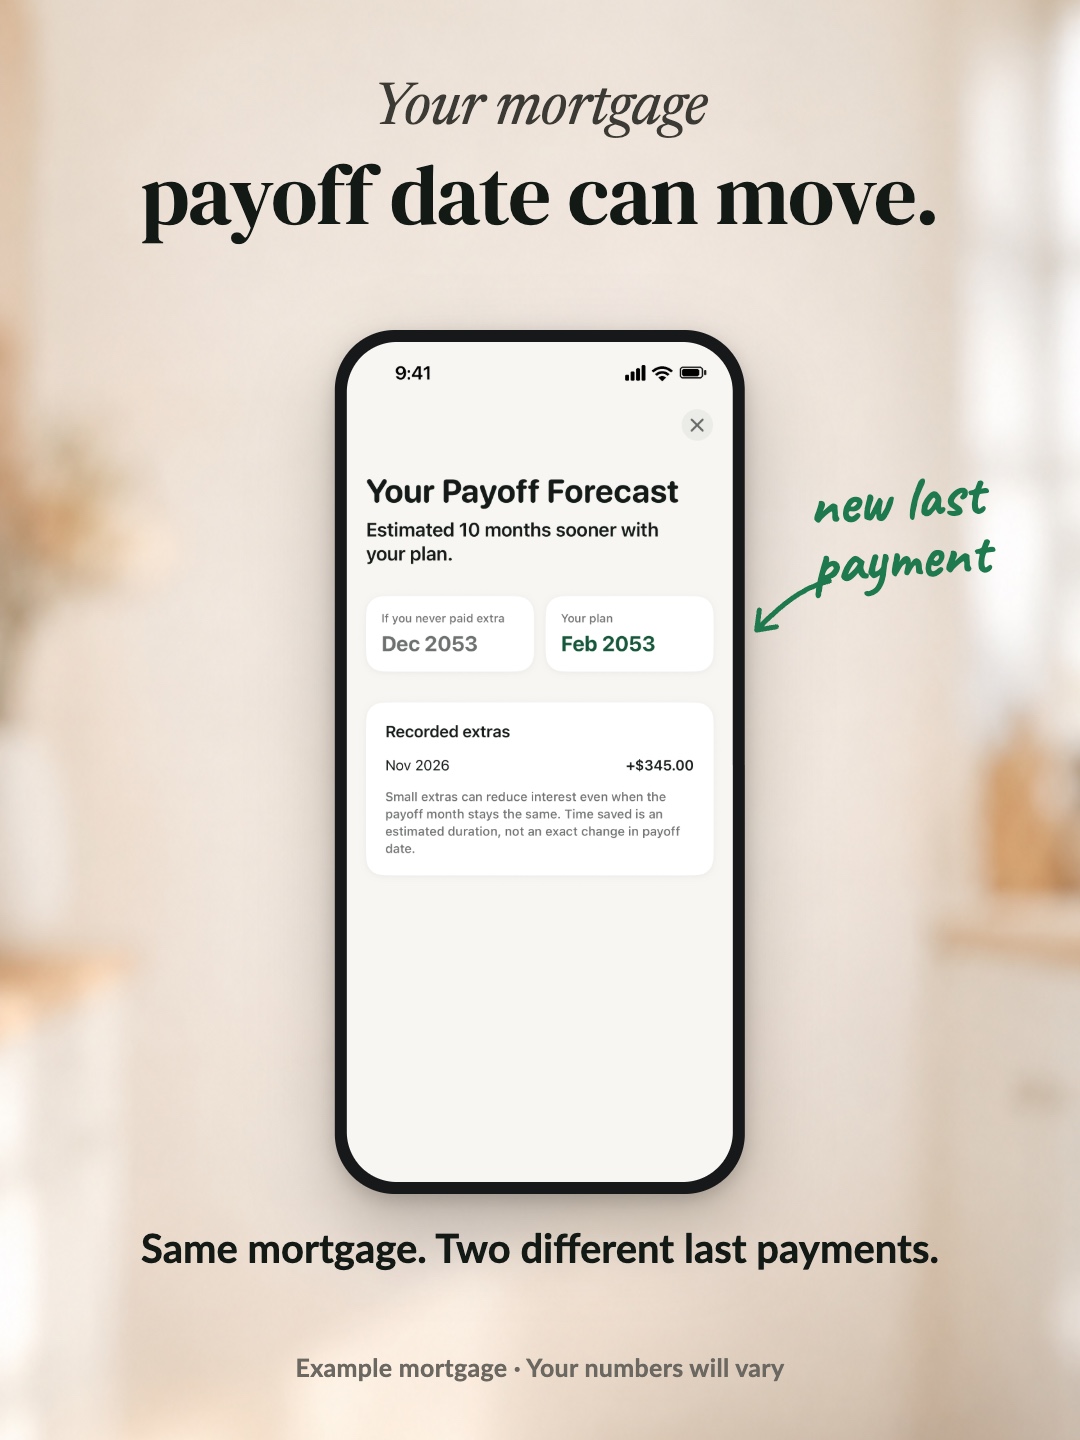 Your mortgage
payoff date can move.
9:41
Your Payoff Forecast
Estimated 10 months sooner with
your plan.
new last
payment
If you never paid extra
Dec 2053
Your plan
Feb 2053
Recorded extras
Nov 2026 +$345.00
Small extras can reduce interest even when the
payoff month stays the same. Time saved is an
estimated duration, not an exact change in payoff
date.
Same mortgage. Two different last payments.
Example mortgage · Your numbers will vary